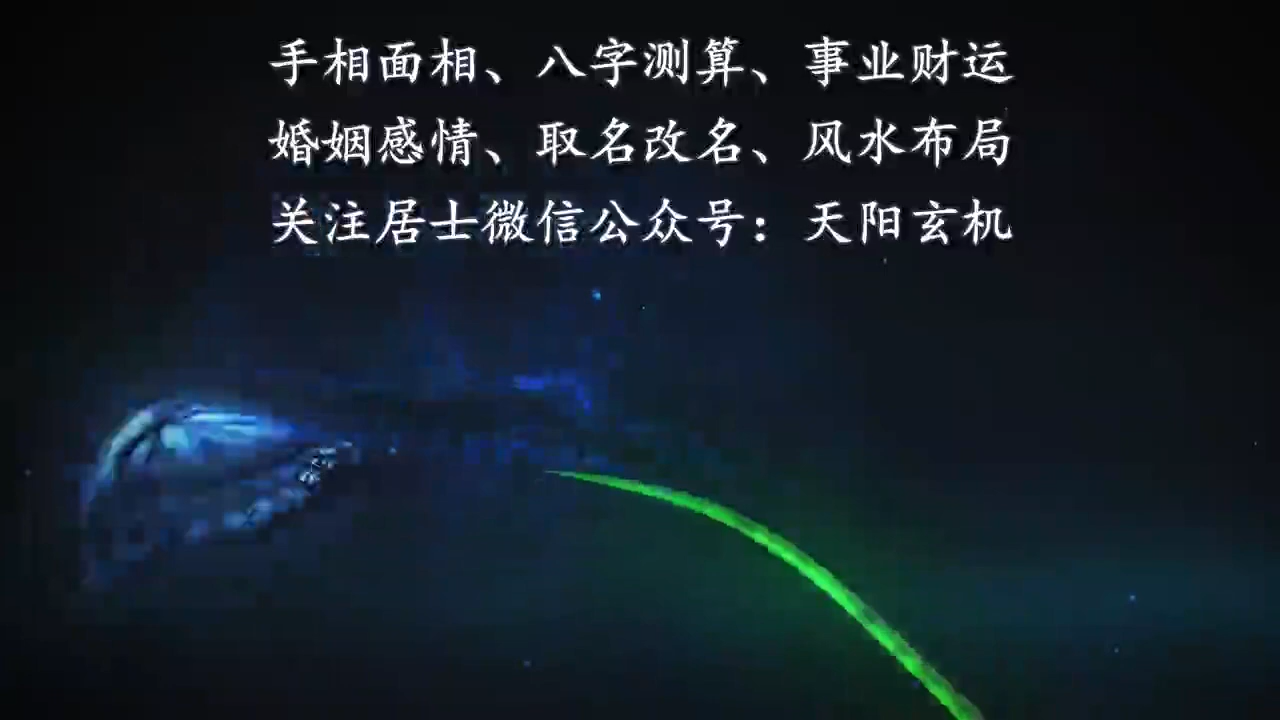 手相面相、八字测算、事业财运
婚姻感情、取名改名、风水布局
关注居士微信公众号：天阳玄机